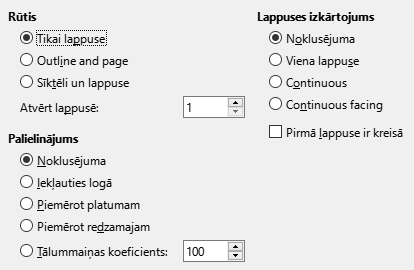 Rūtis
Tikai lappuse
Outline and page
Sīktēli un lappuse
Atvērt lappusē: 1
Palielinājums
Noklusējuma
Iekļauties logā
Piemērot platumam
Piemērot redzamajam
Tālummaiņas koeficients: 100
Lappuses izkārtojums
Noklusējuma
Viena lappuse
Continuous
Continuous facing
Pirmā lappuse ir kreisā